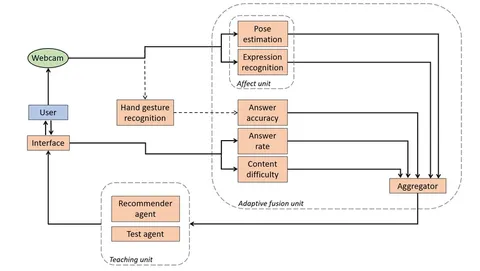 Pose
estimation
Webcam
Expression
recognition
Affect unit
User
Hand gesture
recognition
Answer
accuracy
Interface
Answer
rate
Content
difficulty
Aggregator
Adaptive fusion unit
Recommender
agent
Test agent
Teaching unit